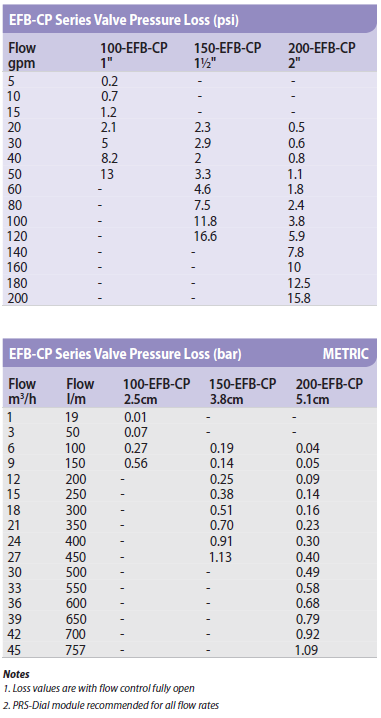 EFB-CP Series Valve Pressure Loss (psi)
Flow 100-EFB-CP 150-EFB-CP 200-EFB-CP
gpm 1" 1½" 2"
5 0.2 - -
10 0.7 - -
15 1.2 - -
20 2.1 2.3 0.5
30 5 2.9 0.6
40 8.2 2 0.8
50 13 3.3 1.1
60 - 4.6 1.8
80 - 7.5 2.4
100 - 11.8 3.8
120 - 16.6 5.9
140 - - 7.8
160 - - 10
180 - - 12.5
200 - - 15.8
EFB-CP Series Valve Pressure Loss (bar) METRIC
Flow Flow 100-EFB-CP 150-EFB-CP 200-EFB-CP
m³/h l/m 2.5cm 3.8cm 5.1cm
1 19 0.01 - -
3 50 0.07 - -
6 100 0.27 0.19 0.04
9 150 0.56 0.14 0.05
12 200 - 0.25 0.09
15 250 - 0.38 0.14
18 300 - 0.51 0.16
21 350 - 0.70 0.23
24 400 - 0.91 0.30
27 450 - 1.13 0.40
30 500 - - 0.49
33 550 - - 0.58
36 600 - - 0.68
39 650 - - 0.79
42 700 - - 0.92
45 757 - - 1.09
Notes
1. Loss values are with flow control fully open
2. PRS-Dial module recommended for all flow rates